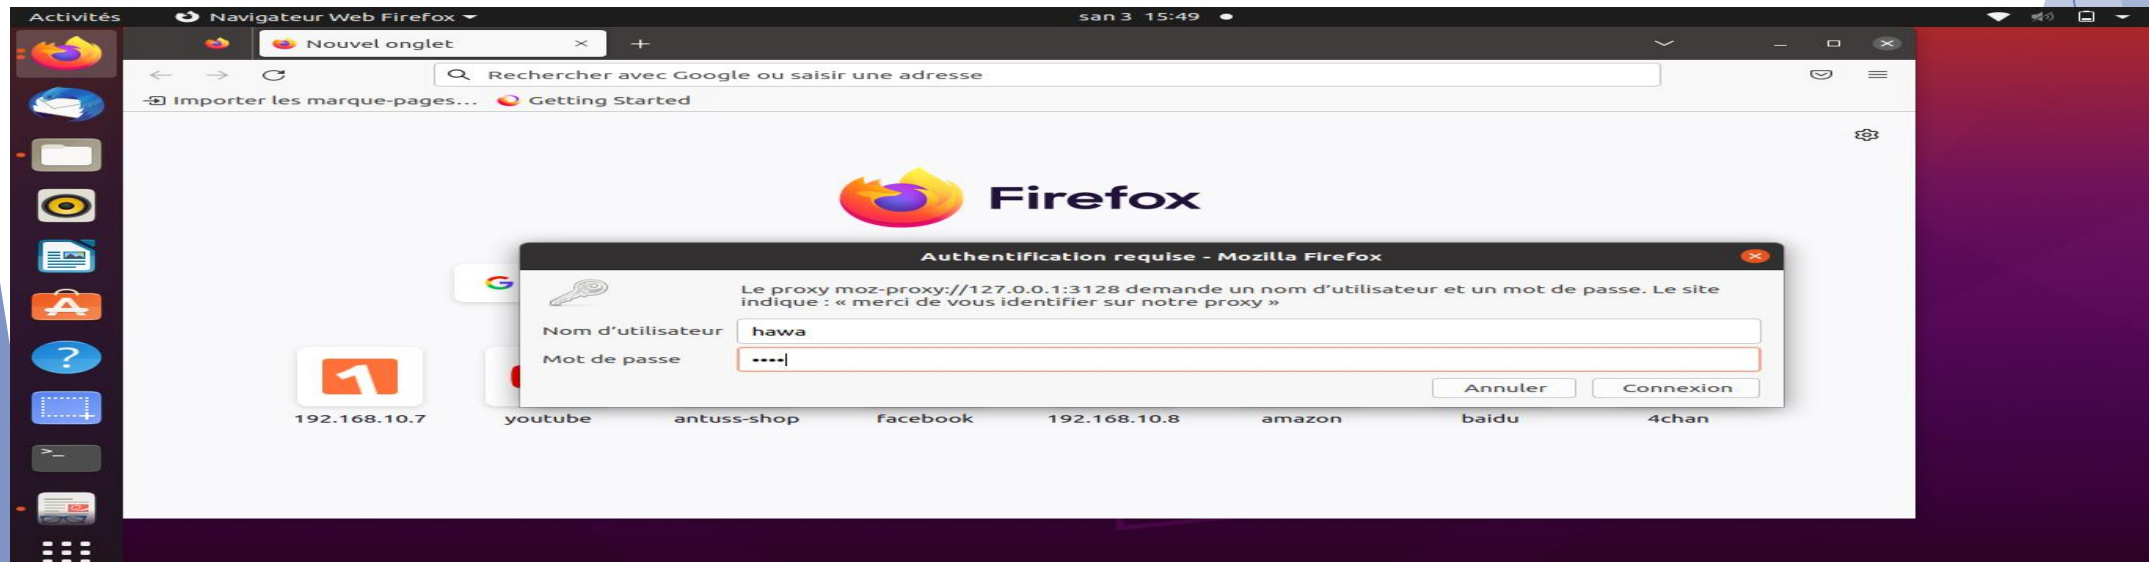 Activités
Navigateur Web Firefox
san 3 15:49
Nouvel onglet
Rechercher avec Google ou saisir une adresse
Importer les marque-pages...
Getting Started
Firefox
Authentification requise - Mozilla Firefox
Le proxy moz-proxy://127.0.0.1:3128 demande un nom d'utilisateur et un mot de passe. Le site
indique : « merci de vous identifier sur notre proxy »
Nom d'utilisateur hawa
Mot de passe ••••
Annuler Connexion
192.168.10.7 youtube antuss-shop facebook 192.168.10.8 amazon baidu 4chan